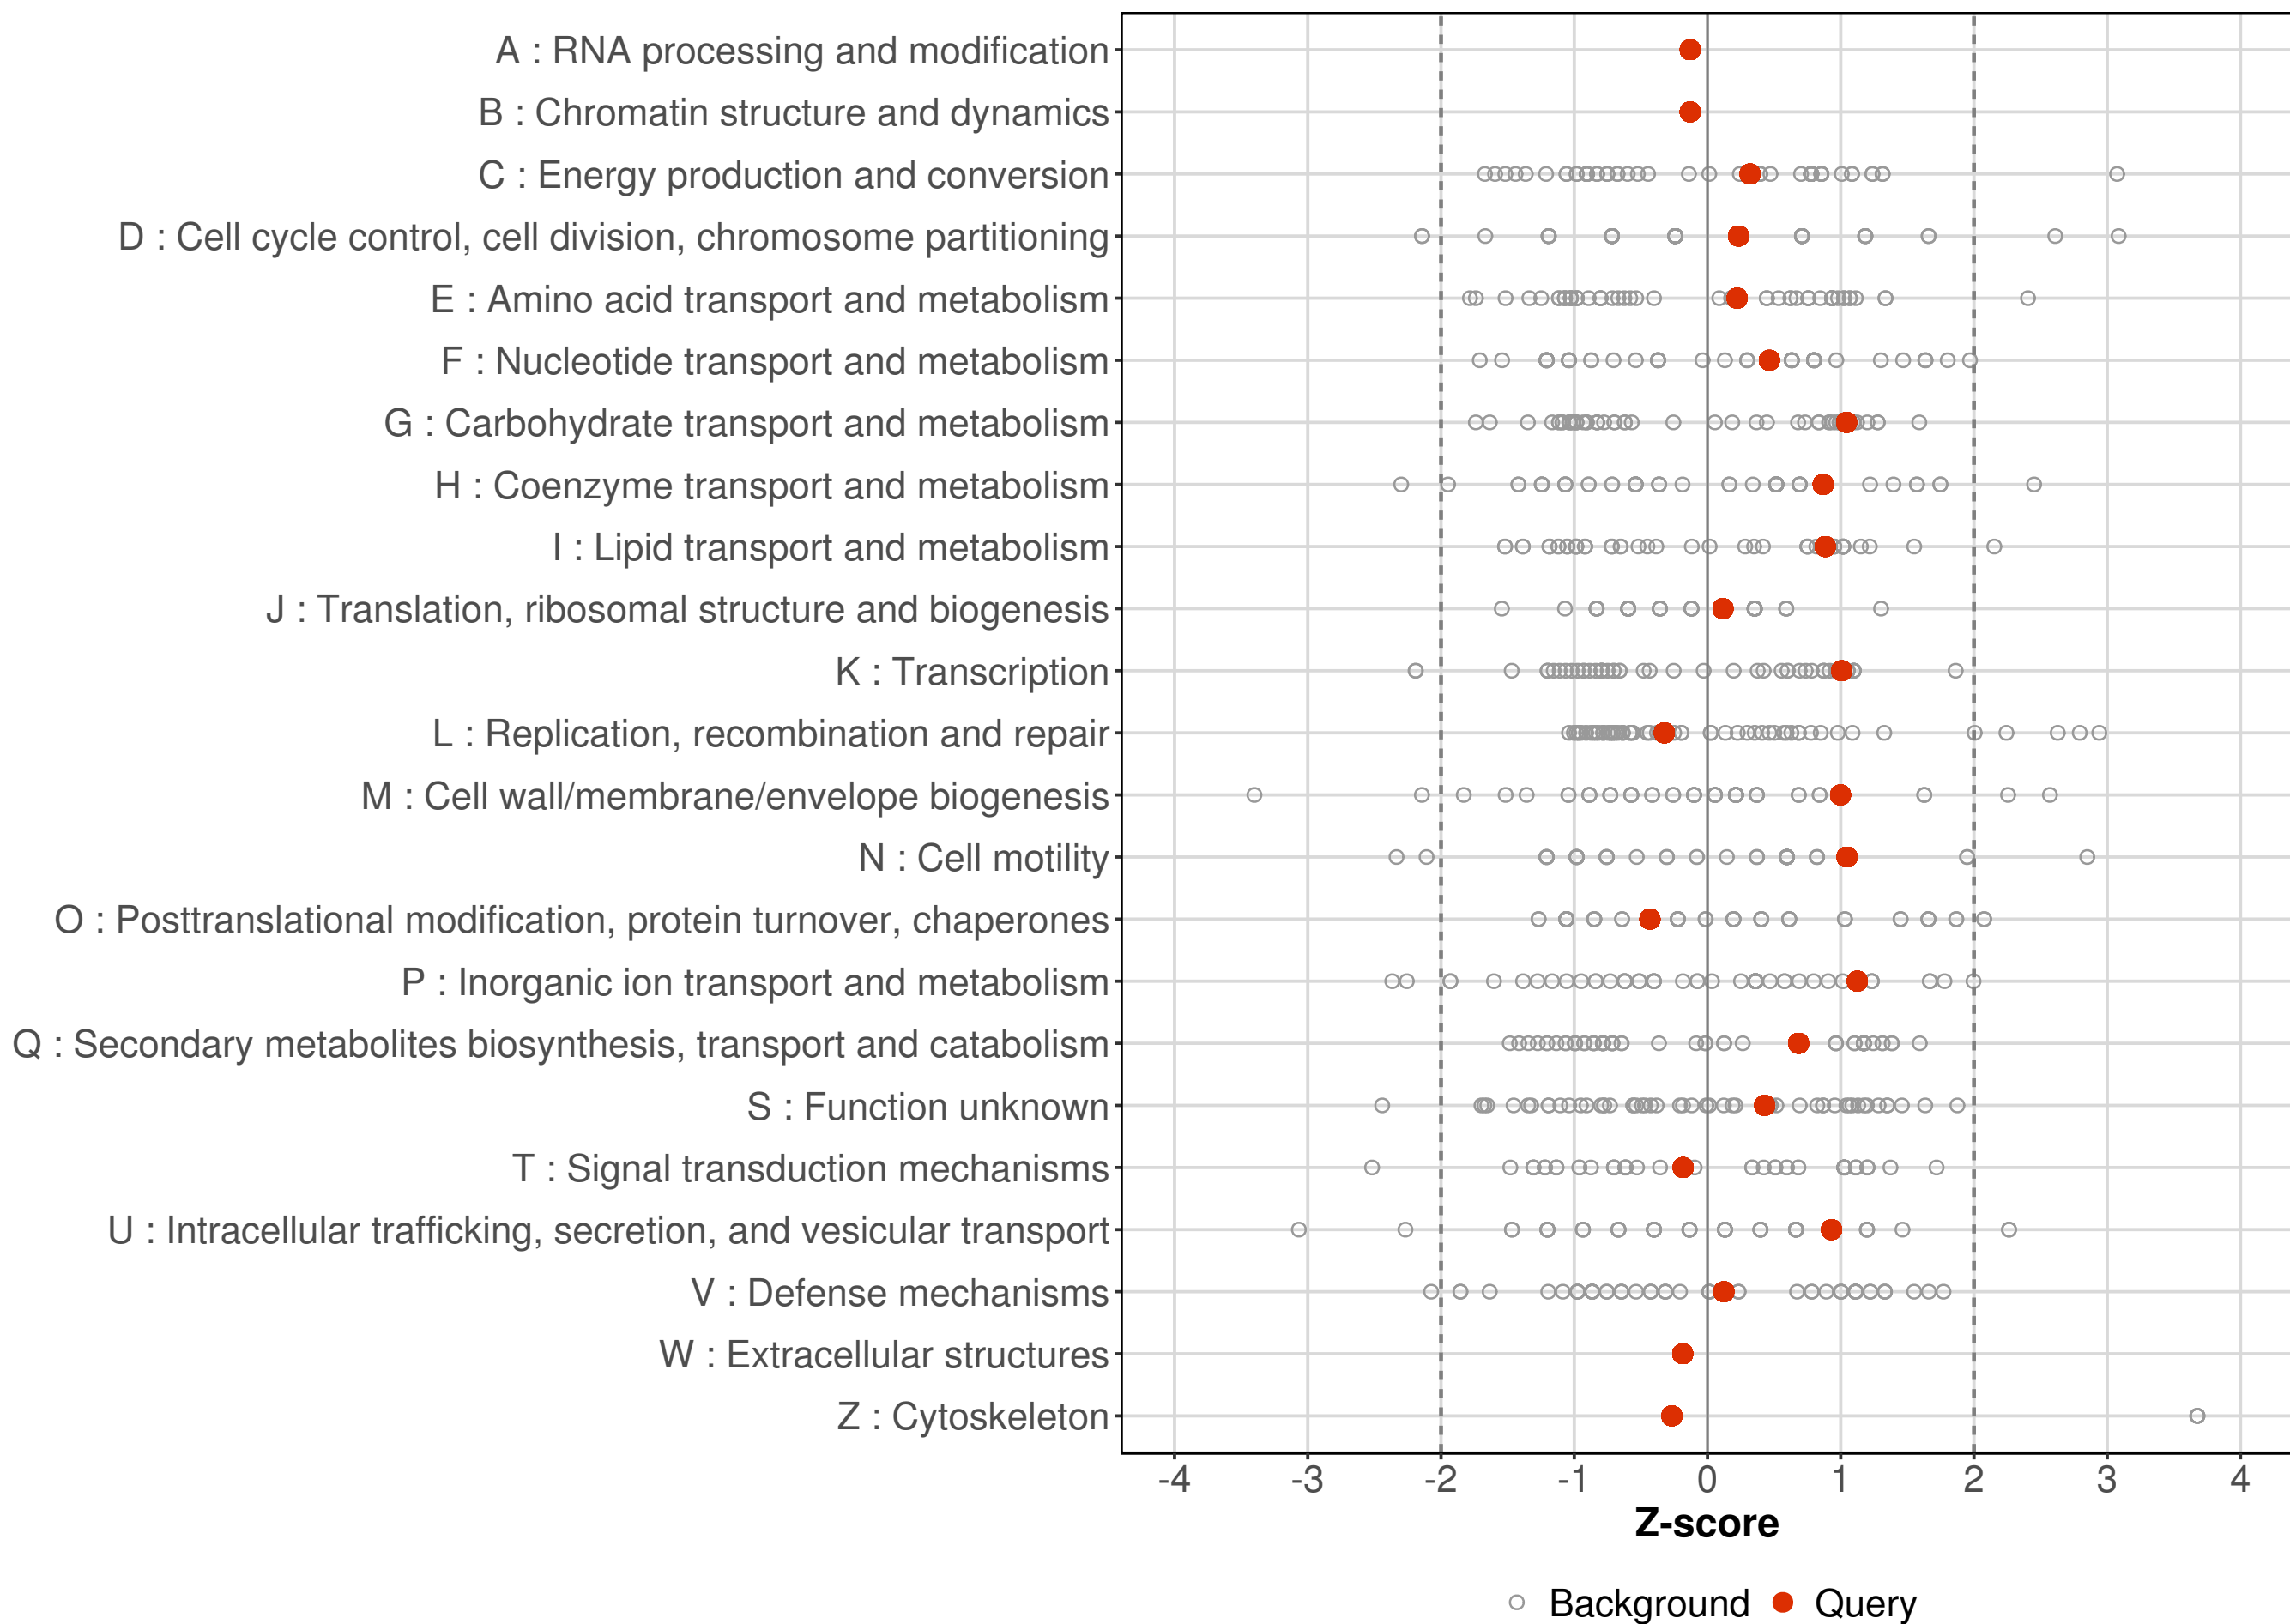 A : RNA processing and modification
B : Chromatin structure and dynamics
C : Energy production and conversion
D : Cell cycle control, cell division, chromosome partitioning
E : Amino acid transport and metabolism
F : Nucleotide transport and metabolism
G : Carbohydrate transport and metabolism
H : Coenzyme transport and metabolism
I : Lipid transport and metabolism
J : Translation, ribosomal structure and biogenesis
K : Transcription
L : Replication, recombination and repair
M : Cell wall/membrane/envelope biogenesis
N : Cell motility
O : Posttranslational modification, protein turnover, chaperones
P : Inorganic ion transport and metabolism
Q : Secondary metabolites biosynthesis, transport and catabolism
S : Function unknown
T : Signal transduction mechanisms
U : Intracellular trafficking, secretion, and vesicular transport
V : Defense mechanisms
W : Extracellular structures
Z : Cytoskeleton
-4 -3 -2 -1 0 1 2 3 4
Z-score
Background Query